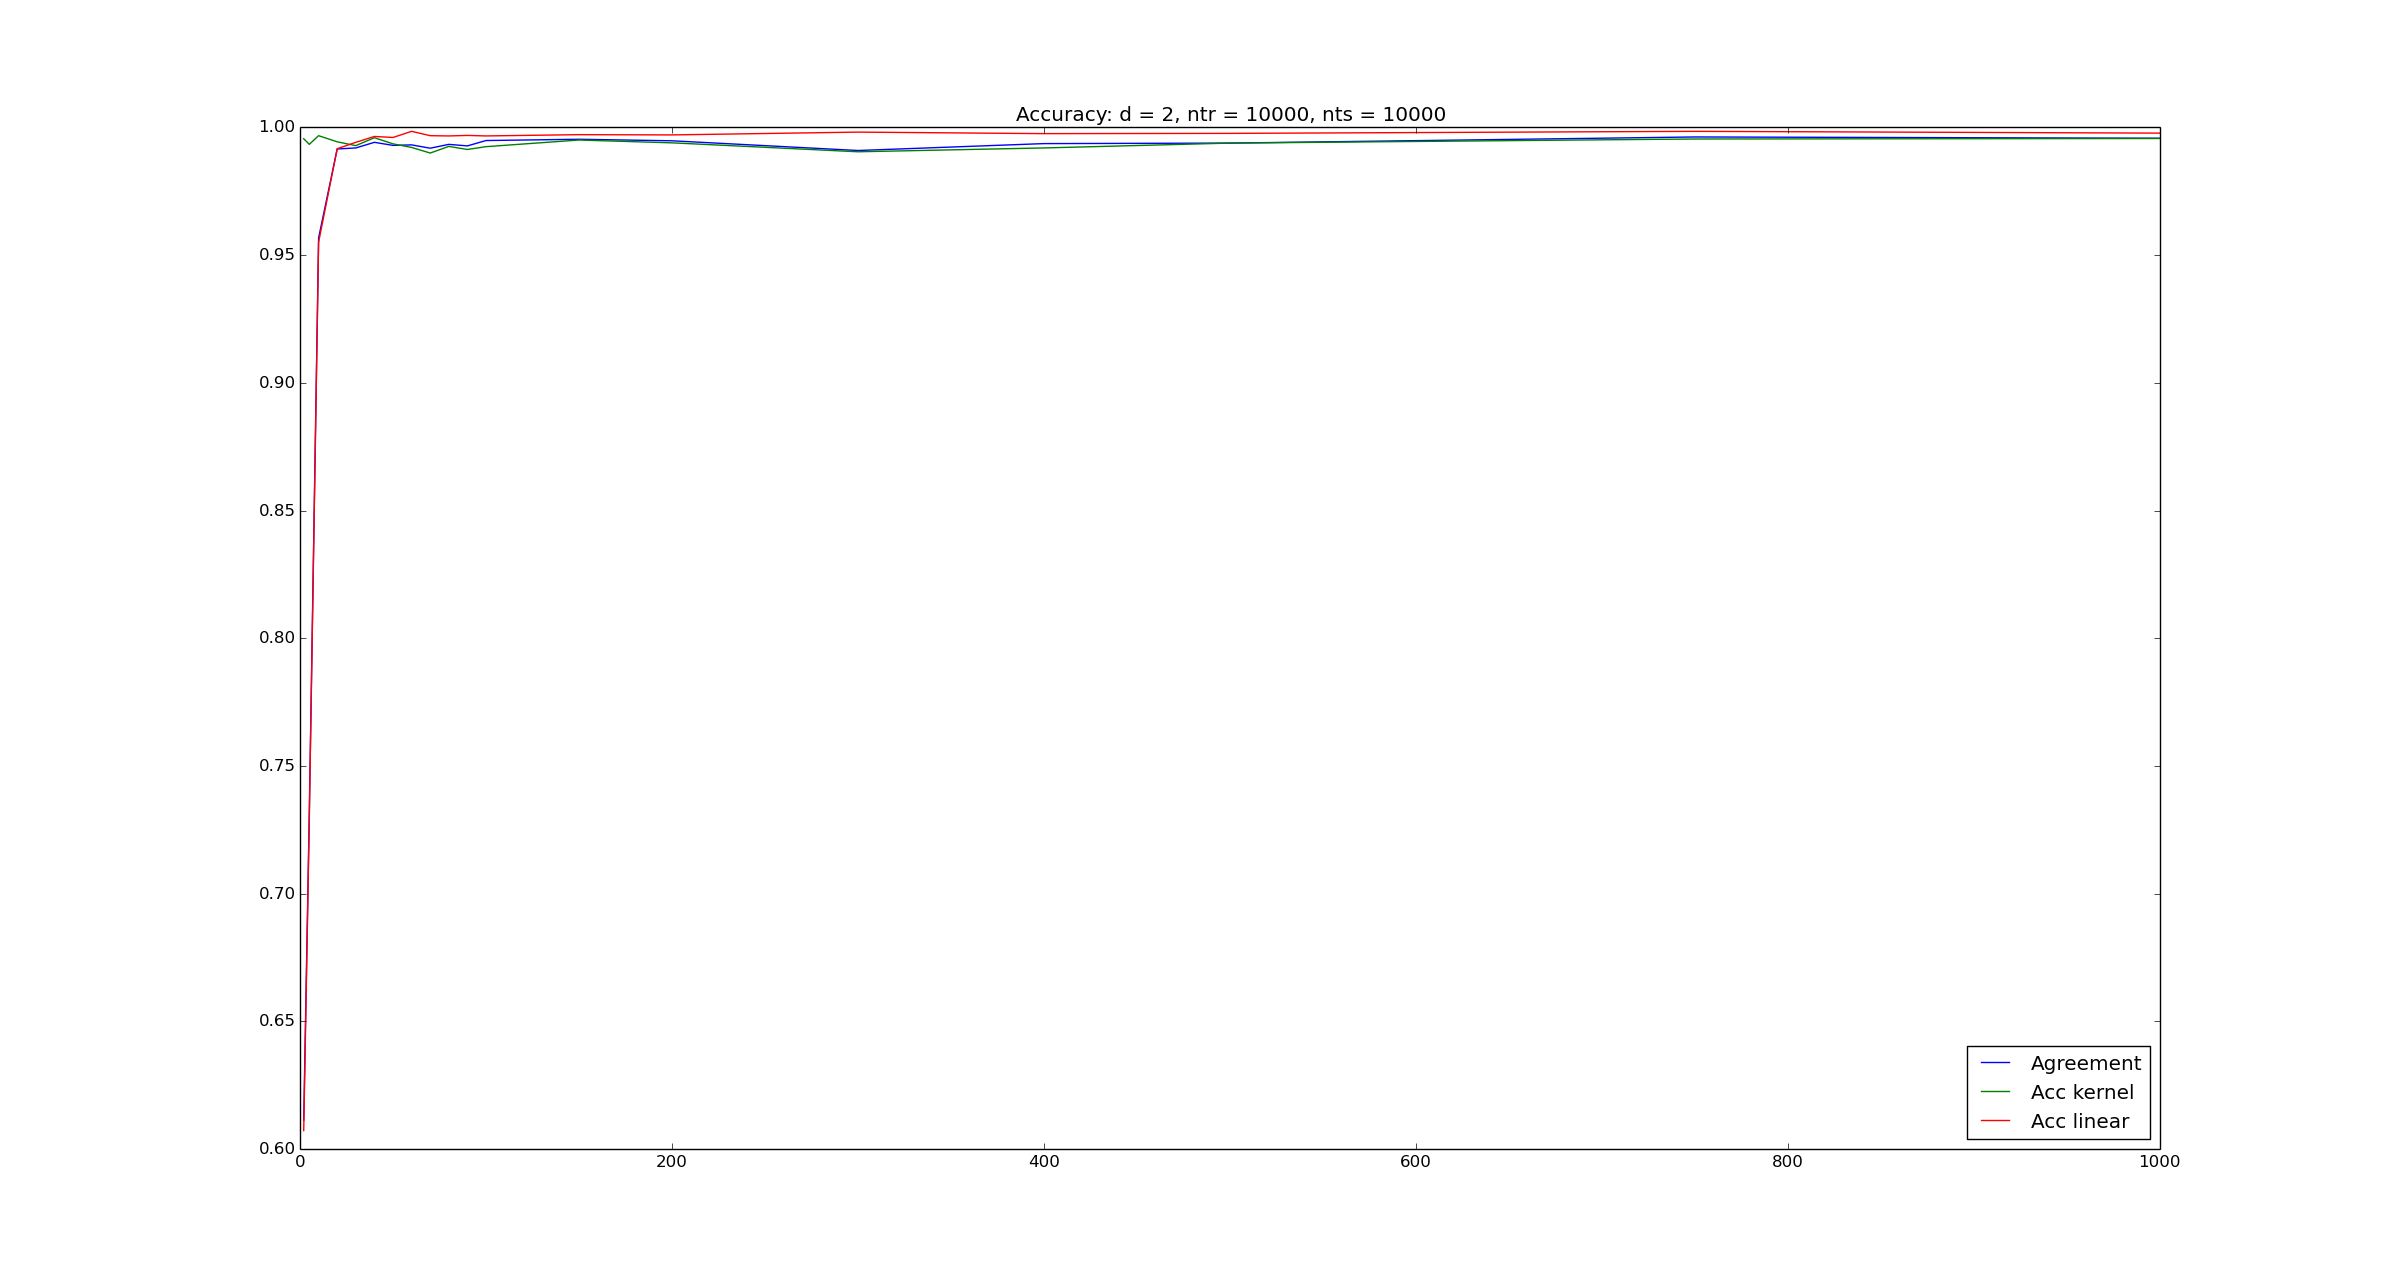 Accuracy: d = 2, ntr = 10000, nts = 10000
1.00
0.95
0.90
0.85
0.80
0.75
0.70
0.65
0.60
0 200 400 600 800 1000
Agreement
Acc kernel
Acc linear